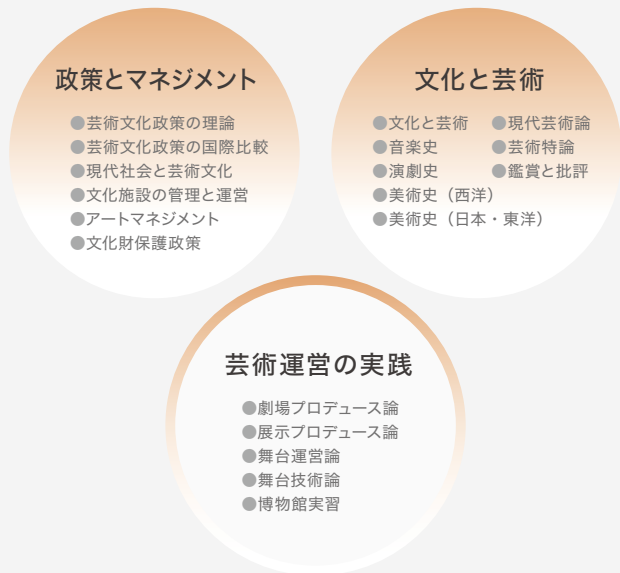 政策とマネジメント
●芸術文化政策の理論
●芸術文化政策の国際比較
●現代社会と芸術文化
●文化施設の管理と運営
●アートマネジメント
●文化財保護政策
文化と芸術
●文化と芸術 ●現代芸術論
●音楽史 ●芸術特論
●演劇史 ●鑑賞と批評
●美術史（西洋）
●美術史（日本・東洋）
芸術運営の実践
●劇場プロデュース論
●展示プロデュース論
●舞台運営論
●舞台技術論
●博物館実習